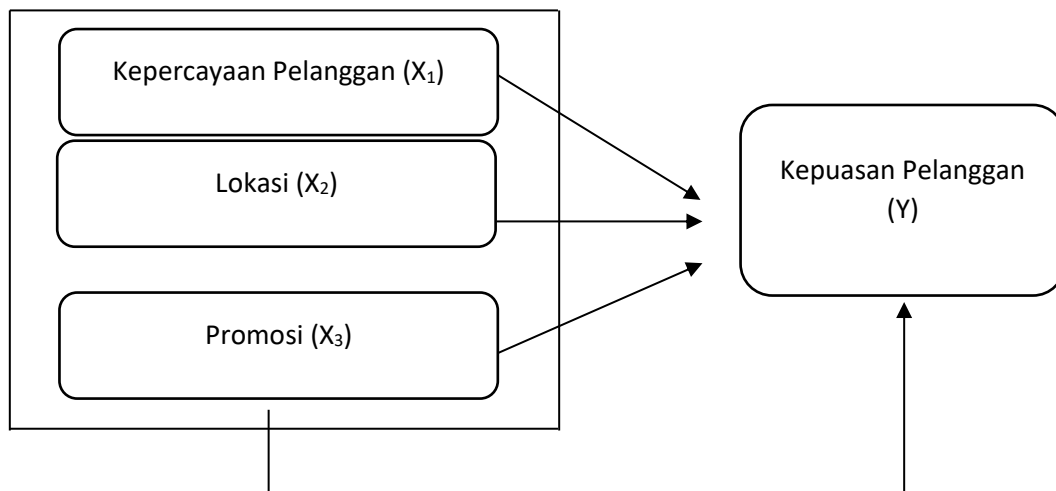 Kepercayaan Pelanggan (X₁)
Lokasi (X₂)
Promosi (X₃)
Kepuasan Pelanggan
(Y)